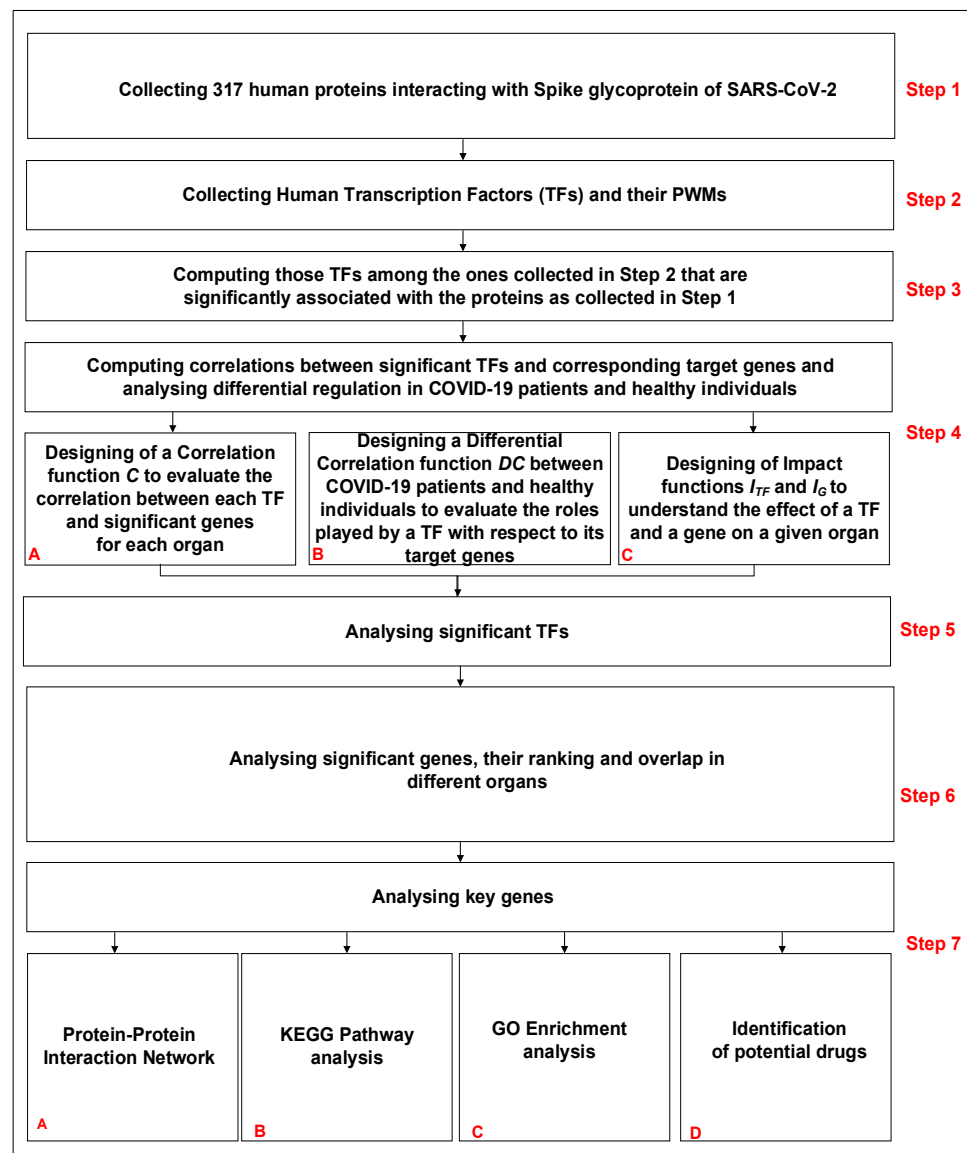 Collecting 317 human proteins interacting with Spike glycoprotein of SARS-CoV-2
Step 1
Collecting Human Transcription Factors (TFs) and their PWMs
Step 2
Computing those TFs among the ones collected in Step 2 that are
significantly associated with the proteins as collected in Step 1
Step 3
Computing correlations between significant TFs and corresponding target genes and
analysing differential regulation in COVID-19 patients and healthy individuals
Step 4
Designing of a Correlation
function C to evaluate the
correlation between each TF
and significant genes
for each organ
A
Designing a Differential
Correlation function DC between
COVID-19 patients and healthy
individuals to evaluate the roles
played by a TF with respect to its
target genes
B
Designing of Impact
functions I_TF and I_G to
understand the effect of a TF
and a gene on a given organ
C
Analysing significant TFs
Step 5
Analysing significant genes, their ranking and overlap in
different organs
Step 6
Analysing key genes
Step 7
Protein-Protein
Interaction Network
A
KEGG Pathway
analysis
B
GO Enrichment
analysis
C
Identification
of potential drugs
D